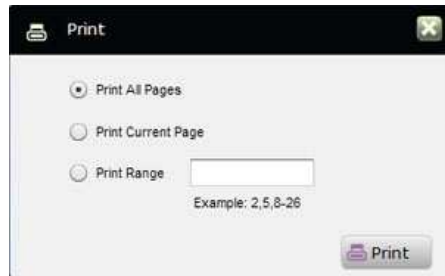 Print
Print All Pages
Print Current Page
Print Range
Example: 2,5,8-26
Print